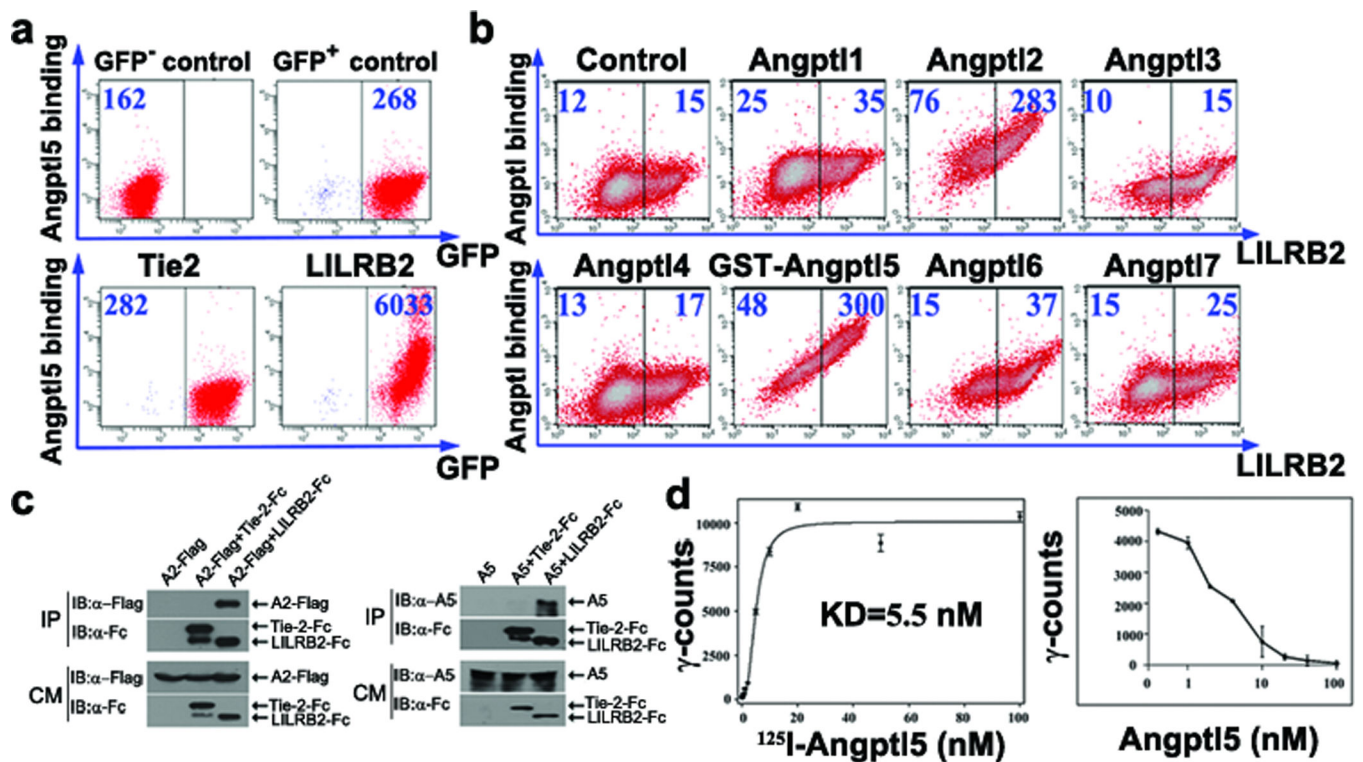 a
GFP- control
GFP+ control
162
268
Angptl5 binding
GFP
Tie2
LILRB2
282
6033
Angptl5 binding
GFP
b
Control
Angptl1
Angptl2
Angptl3
12 15
25 35
76 283
10 15
Angptl binding
LILRB2
Angptl4
GST-Angptl5
Angptl6
Angptl7
13 17
48 300
15 37
15 25
Angptl binding
LILRB2
c
A2-Flag
A2-Flag+Tie-2-Fc
A2-Flag+LILRB2-Fc
IP
IB:α-Flag
←A2-Flag
IB:α-Fc
←Tie-2-Fc
←LILRB2-Fc
CM
IB:α-Flag
←A2-Flag
IB:α-Fc
←Tie-2-Fc
←LILRB2-Fc
A5
A5+Tie-2-Fc
A5+LILRB2-Fc
IP
IB:α-A5
←A5
IB:α-Fc
←Tie-2-Fc
←LILRB2-Fc
CM
IB:α-A5
←A5
IB:α-Fc
←Tie-2-Fc
←LILRB2-Fc
d
γ-counts
10000
7500
5000
2500
0
KD=5.5 nM
0 20 40 60 80 100
125I-Angptl5 (nM)
γ-counts
5000
4000
3000
2000
1000
0
0 1 10 100
Angptl5 (nM)